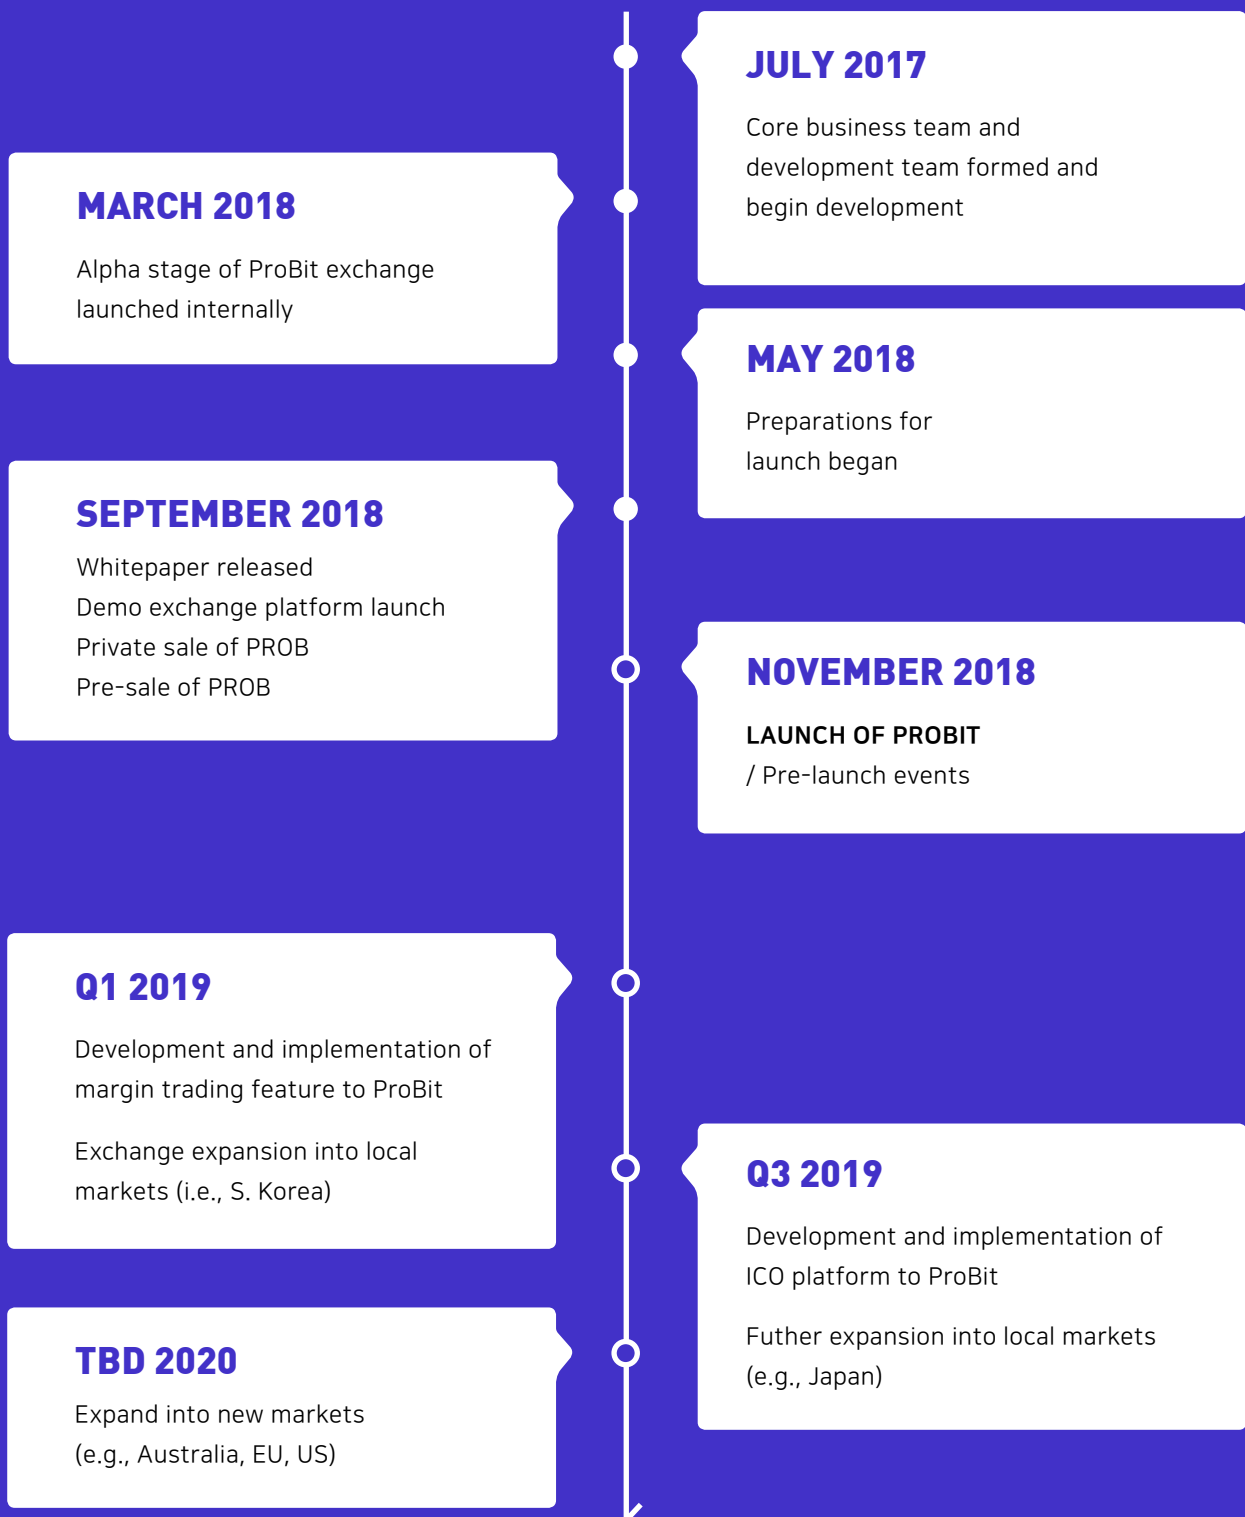 JULY 2017
Core business team and
development team formed and
begin development
MARCH 2018
Alpha stage of ProBit exchange
launched internally
MAY 2018
Preparations for
launch began
SEPTEMBER 2018
Whitepaper released
Demo exchange platform launch
Private sale of PROB
Pre-sale of PROB
NOVEMBER 2018
LAUNCH OF PROBIT
/ Pre-launch events
Q1 2019
Development and implementation of
margin trading feature to ProBit
Exchange expansion into local
markets (i.e., S. Korea)
Q3 2019
Development and implementation of
ICO platform to ProBit
Futher expansion into local markets
(e.g., Japan)
TBD 2020
Expand into new markets
(e.g., Australia, EU, US)